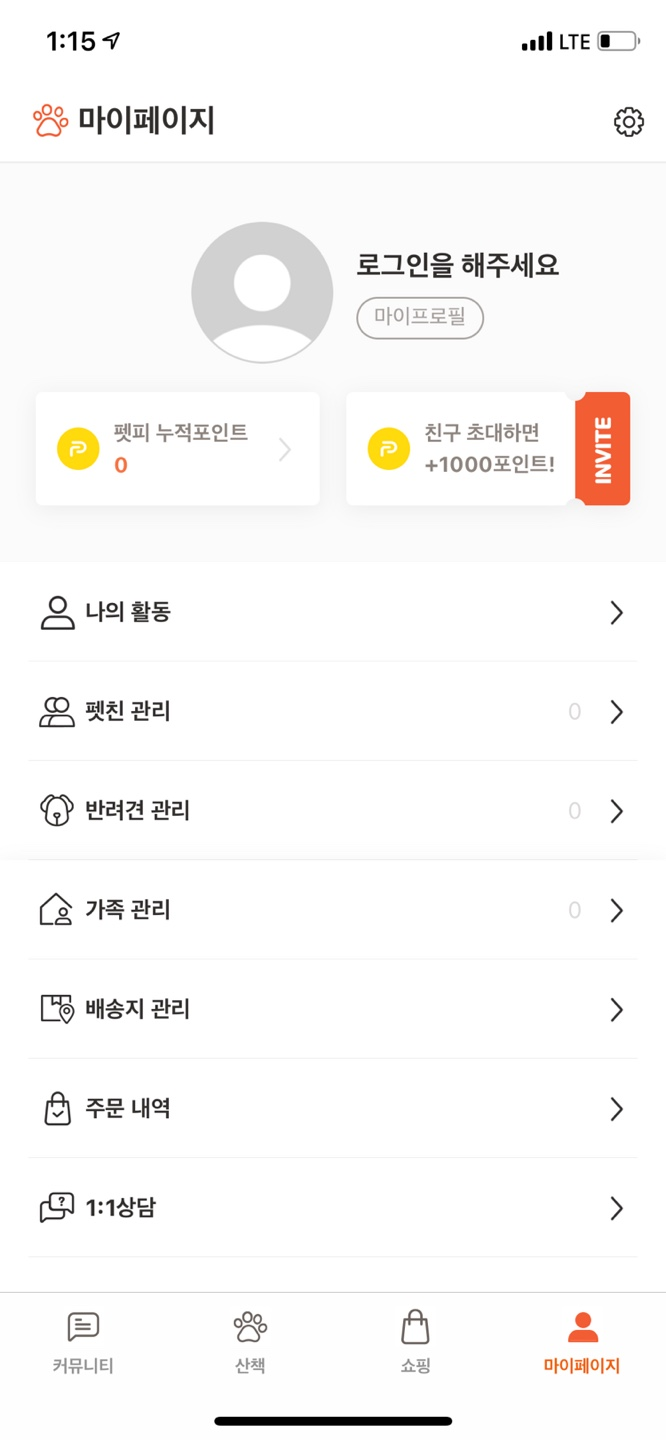 1:15
LTE
마이페이지
로그인을 해주세요
마이프로필
펫피 누적포인트
0
친구 초대하면
+1000포인트!
INVITE
나의 활동
펫친 관리
0
반려견 관리
0
가족 관리
0
배송지 관리
주문 내역
1:1상담
커뮤니티
산책
쇼핑
마이페이지